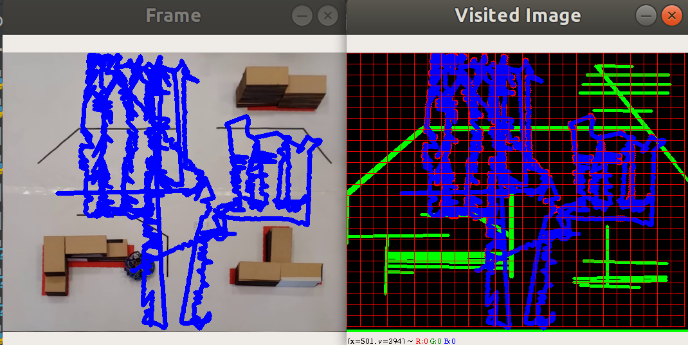 Frame
Visited Image
(x=501, y=294) ~ R:0 G:0 B:0